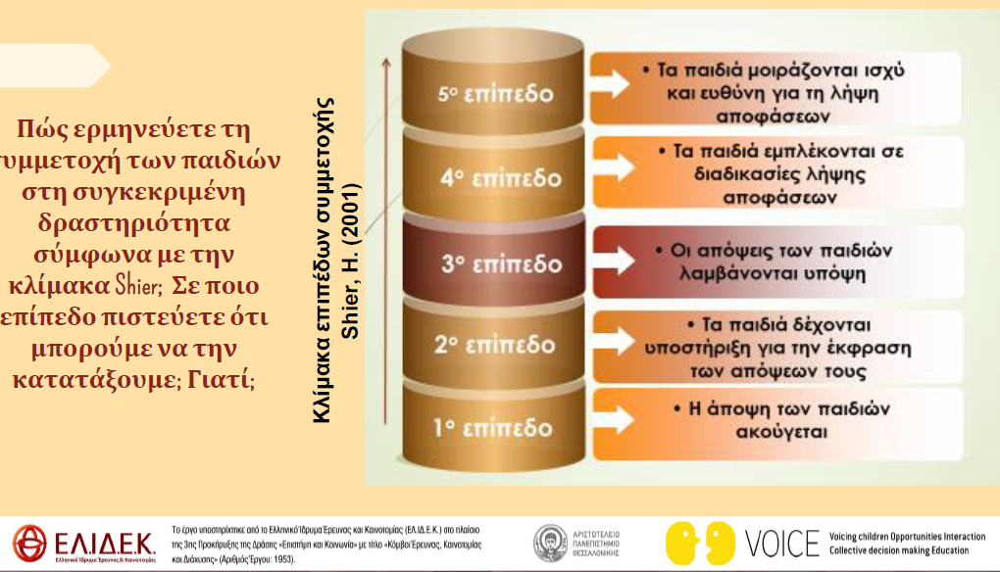 Πώς ερμηνεύετε τη
συμμετοχή των παιδιών
στη συγκεκριμένη
δραστηριότητα
σύμφωνα με την
κλίμακα Shier; Σε ποιο
επίπεδο πιστεύετε ότι
μπορούμε να την
κατατάξουμε; Γιατί;
Κλίμακα επιπέδων συμμετοχής
Shier, H. (2001)
5ο επίπεδο
• Τα παιδιά μοιράζονται ισχύ
και ευθύνη για τη λήψη
αποφάσεων
4ο επίπεδο
• Τα παιδιά εμπλέκονται σε
διαδικασίες λήψης
αποφάσεων
3ο επίπεδο
• Οι απόψεις των παιδιών
λαμβάνονται υπόψη
2ο επίπεδο
• Τα παιδιά δέχονται
υποστήριξη για την έκφραση
των απόψεων τους
1ο επίπεδο
• Η άποψη των παιδιών
ακούγεται
ΕΛ.ΙΔ.Ε.Κ.
Ελληνικό Ίδρυμα Έρευνας & Καινοτομίας
Το έργο υποστηρίχτηκε από το Ελληνικό Ίδρυμα Έρευνας και Καινοτομίας (ΕΛ.ΙΔ.Ε.Κ.) στο πλαίσιο
της 3ης Προκήρυξης της Δράσης «Επιστήμη και Κοινωνία» με τίτλο «Κόμβοι Έρευνας, Καινοτομίας
και Διάχυσης» (Αριθμός Έργου: 1953).
ΑΡΙΣΤΟΤΕΛΕΙΟ
ΠΑΝΕΠΙΣΤΗΜΙΟ
ΘΕΣΣΑΛΟΝΙΚΗΣ
VOICE
Voicing children Opportunities Interaction
Collective decision making Education